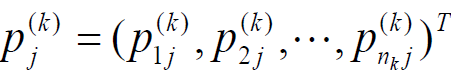 p_j^{(k)} = (p_{1j}^{(k)}, p_{2j}^{(k)}, ⋯, p_{n_k j}^{(k)})^T